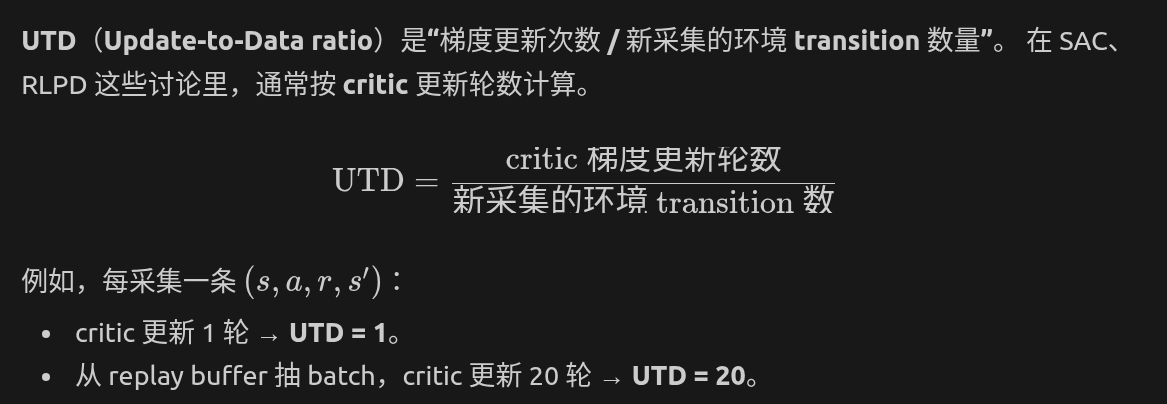 UTD（Update-to-Data ratio）是“梯度更新次数 / 新采集的环境 transition 数量”。 在 SAC、
RLPD 这些讨论里，通常按 critic 更新轮数计算。
UTD = critic 梯度更新轮数 / 新采集的环境 transition 数
例如，每采集一条 (s, a, r, s′)：
• critic 更新 1 轮 → UTD = 1。
• 从 replay buffer 抽 batch，critic 更新 20 轮 → UTD = 20。